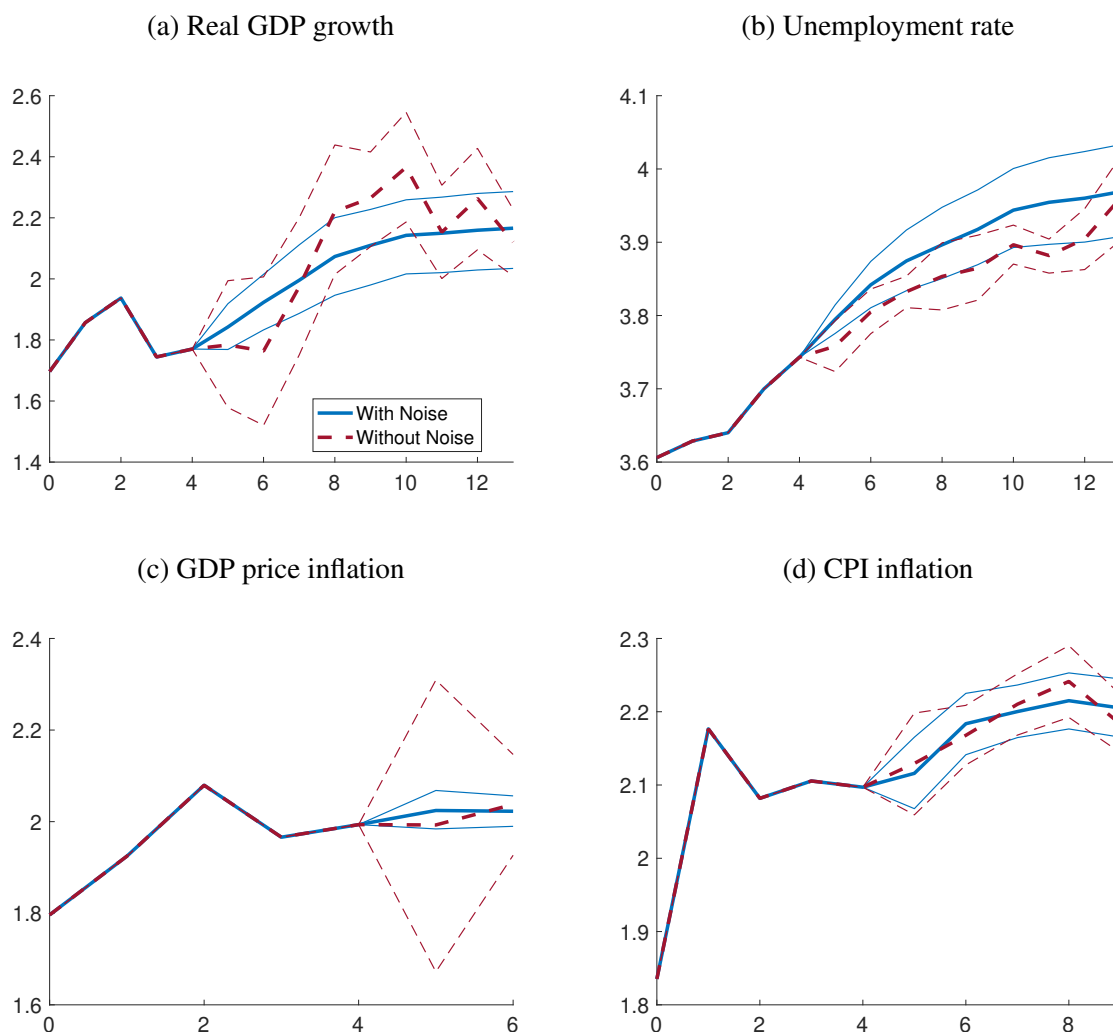 (a) Real GDP growth
2.6
2.4
2.2
2
1.8
1.6
1.4
0 2 4 6 8 10 12
With Noise
Without Noise
(b) Unemployment rate
4.1
4
3.9
3.8
3.7
3.6
0 2 4 6 8 10 12
(c) GDP price inflation
2.4
2.2
2
1.8
1.6
0 2 4 6
(d) CPI inflation
2.3
2.2
2.1
2
1.9
1.8
0 2 4 6 8